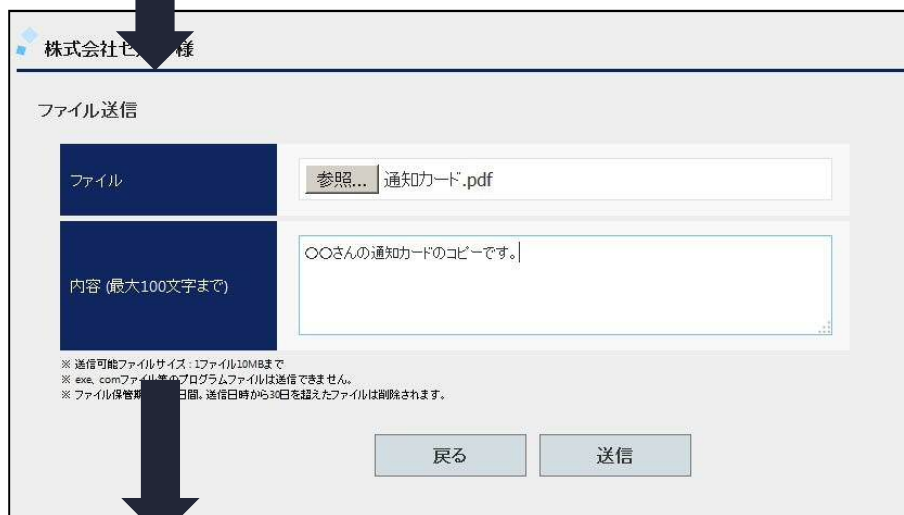 株式会社セ 様
ファイル送信
ファイル
参照... 通知カード.pdf
内容 (最大100文字まで)
〇〇さんの通知カードのコピーです。
※ 送信可能ファイルサイズ : 1ファイル10MBまで
※ exe, comファイル等のプログラムファイルは送信できません。
※ ファイル保管期 日間。送信日時から30日を超えたファイルは削除されます。
戻る
送信